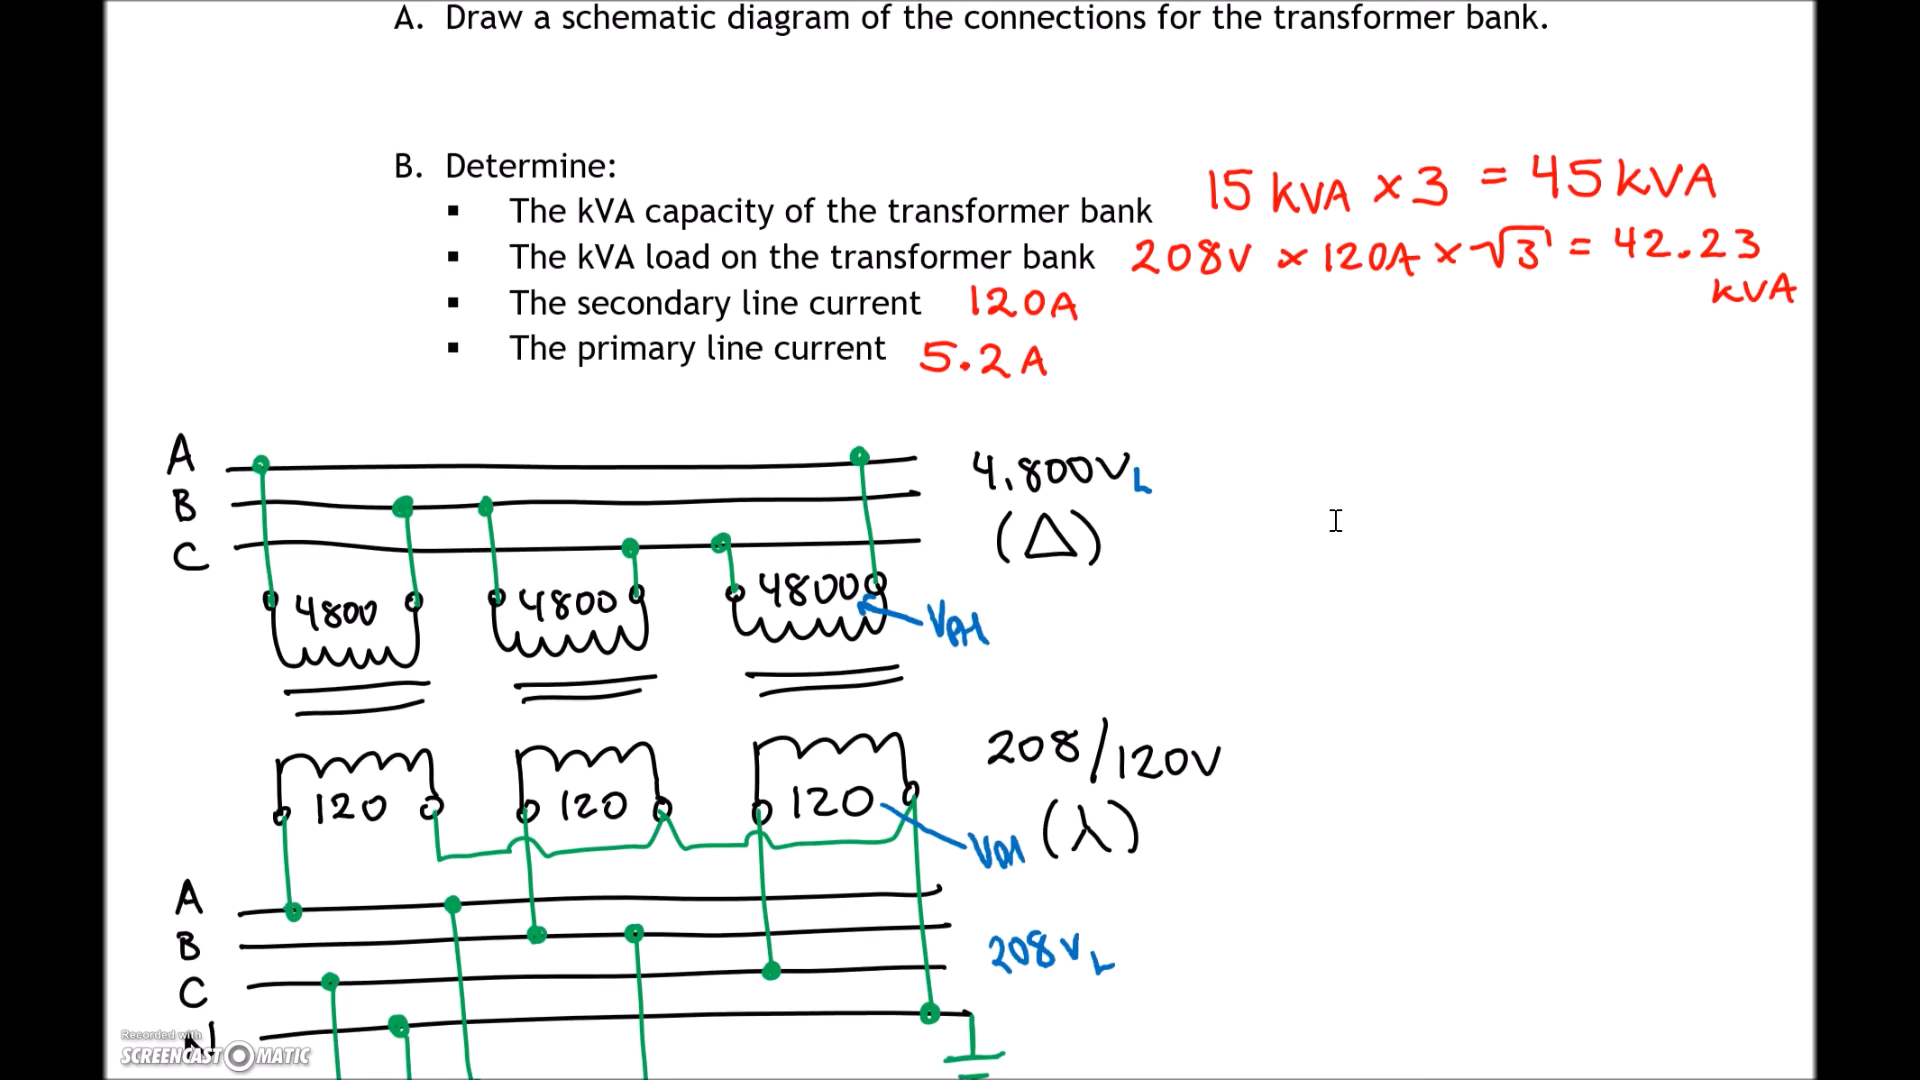 A. Draw a schematic diagram of the connections for the transformer bank.
B. Determine:
▪ The kVA capacity of the transformer bank 15 kVA × 3 = 45 kVA
▪ The kVA load on the transformer bank 208V × 120A × √3 = 42.23 kVA
▪ The secondary line current 120A
▪ The primary line current 5.2A
A
B
C
4,800V L
(Δ)
4800
4800
4800
VPH
120
120
120
208/120V
(⅄)
VPH
A
B
C
N
208V L
Recorded with
SCREENCAST-O-MATIC